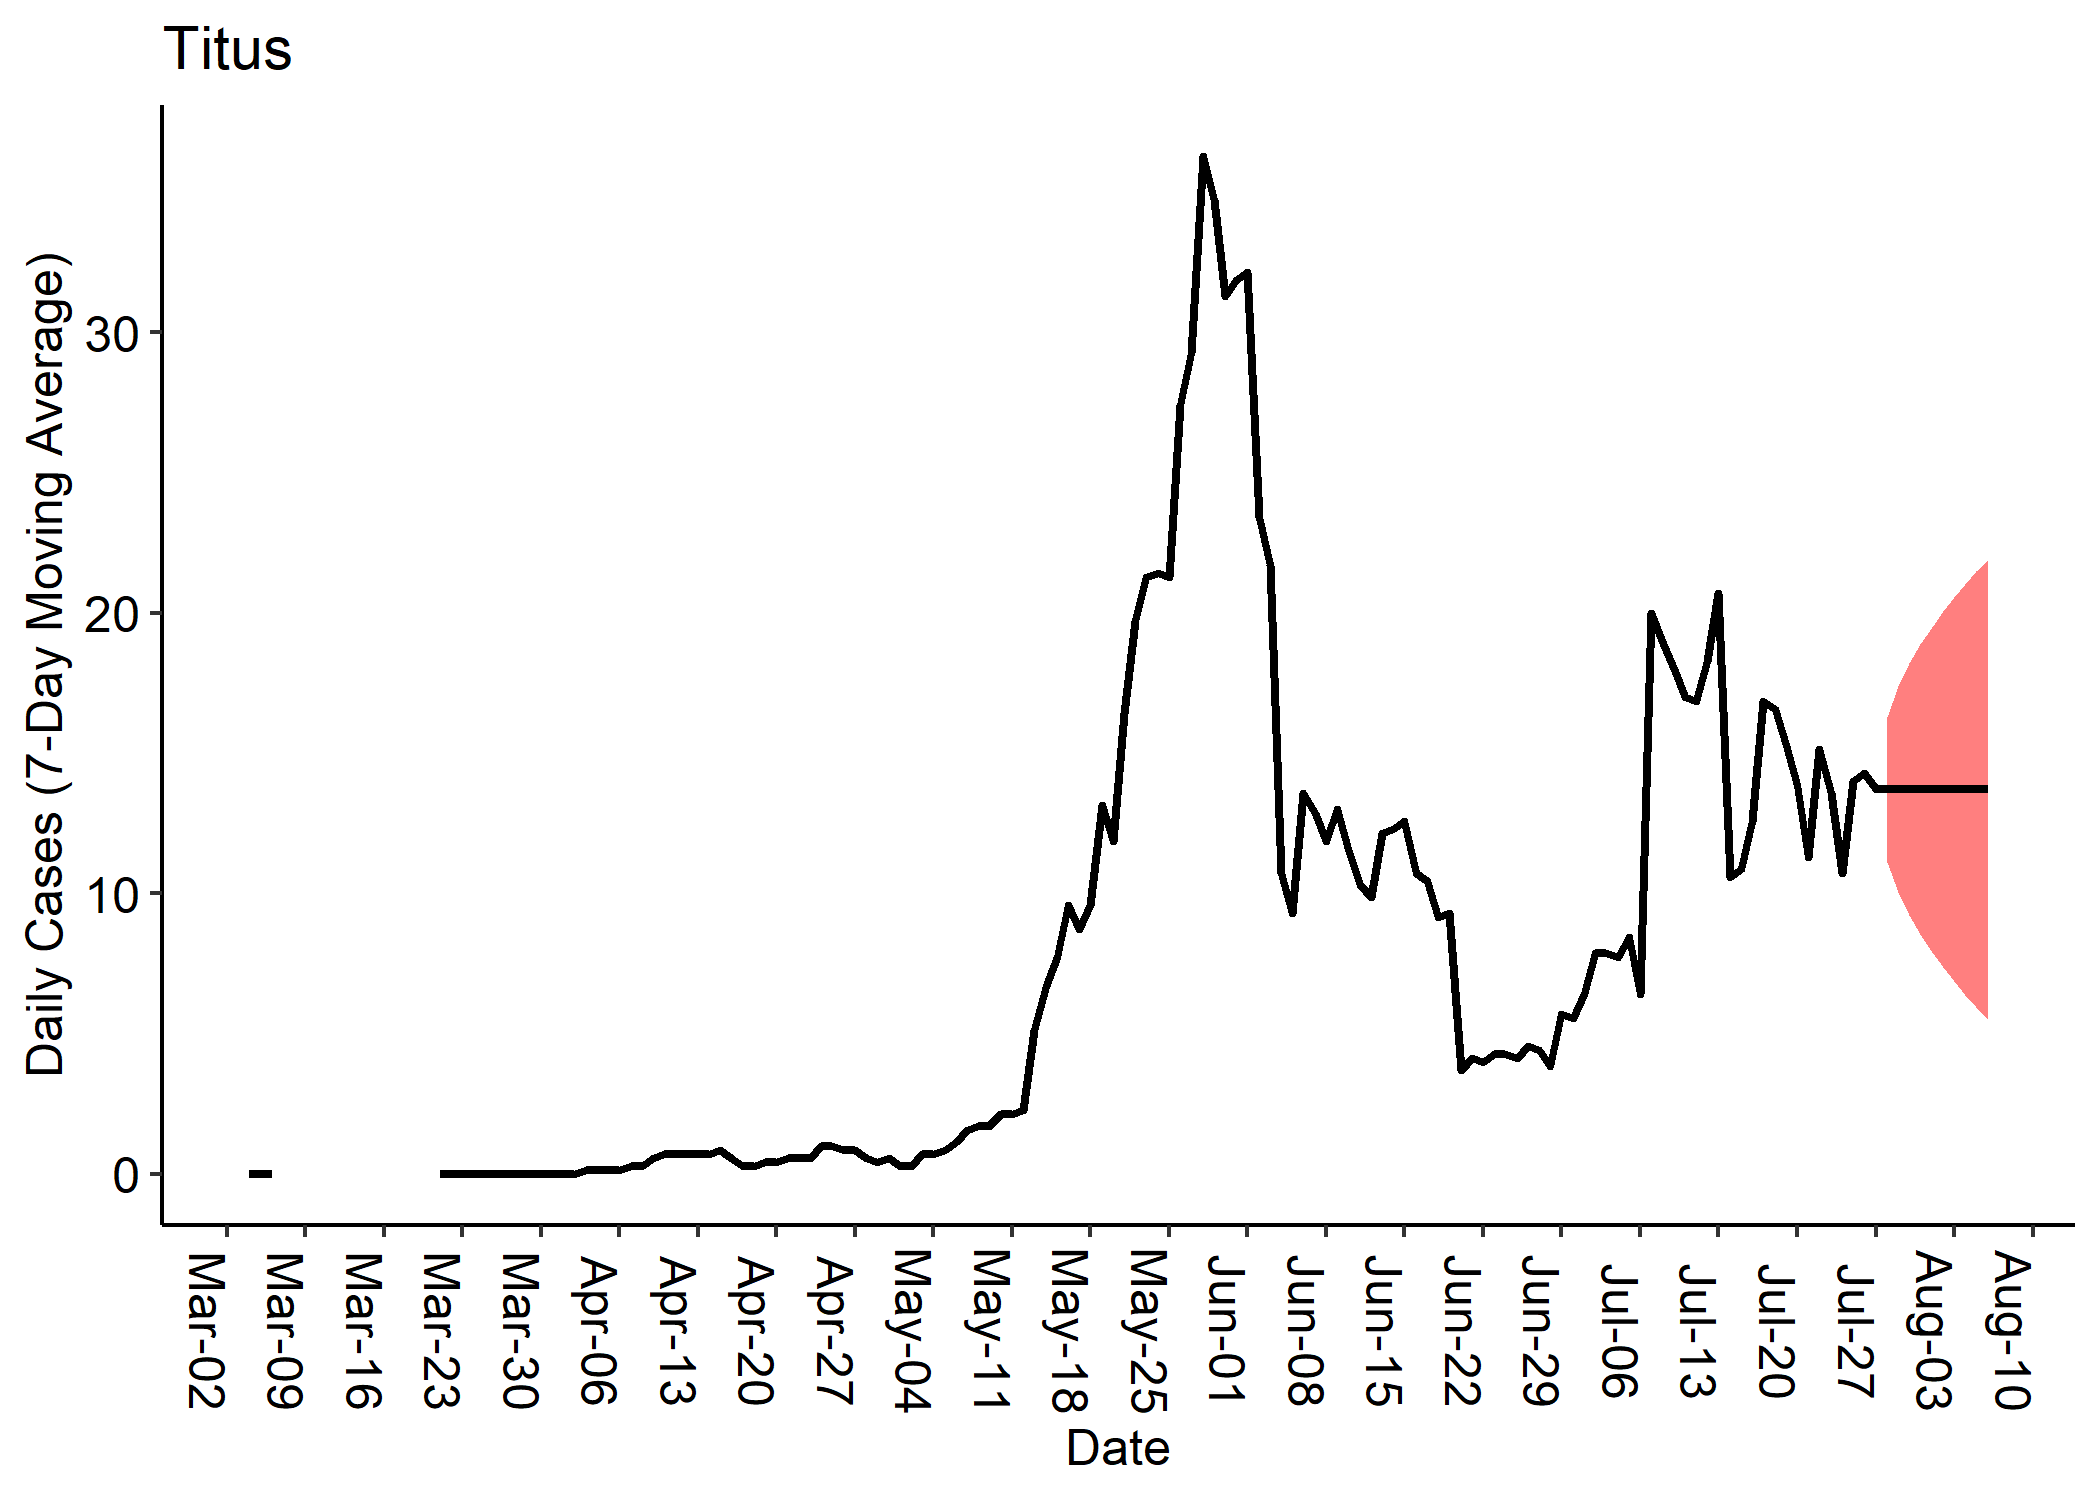 Titus
Daily Cases (7-Day Moving Average)
30
20
10
0
Mar-02
Mar-09
Mar-16
Mar-23
Mar-30
Apr-06
Apr-13
Apr-20
Apr-27
May-04
May-11
May-18
May-25
Jun-01
Jun-08
Jun-15
Jun-22
Jun-29
Jul-06
Jul-13
Jul-20
Jul-27
Aug-03
Aug-10
Date